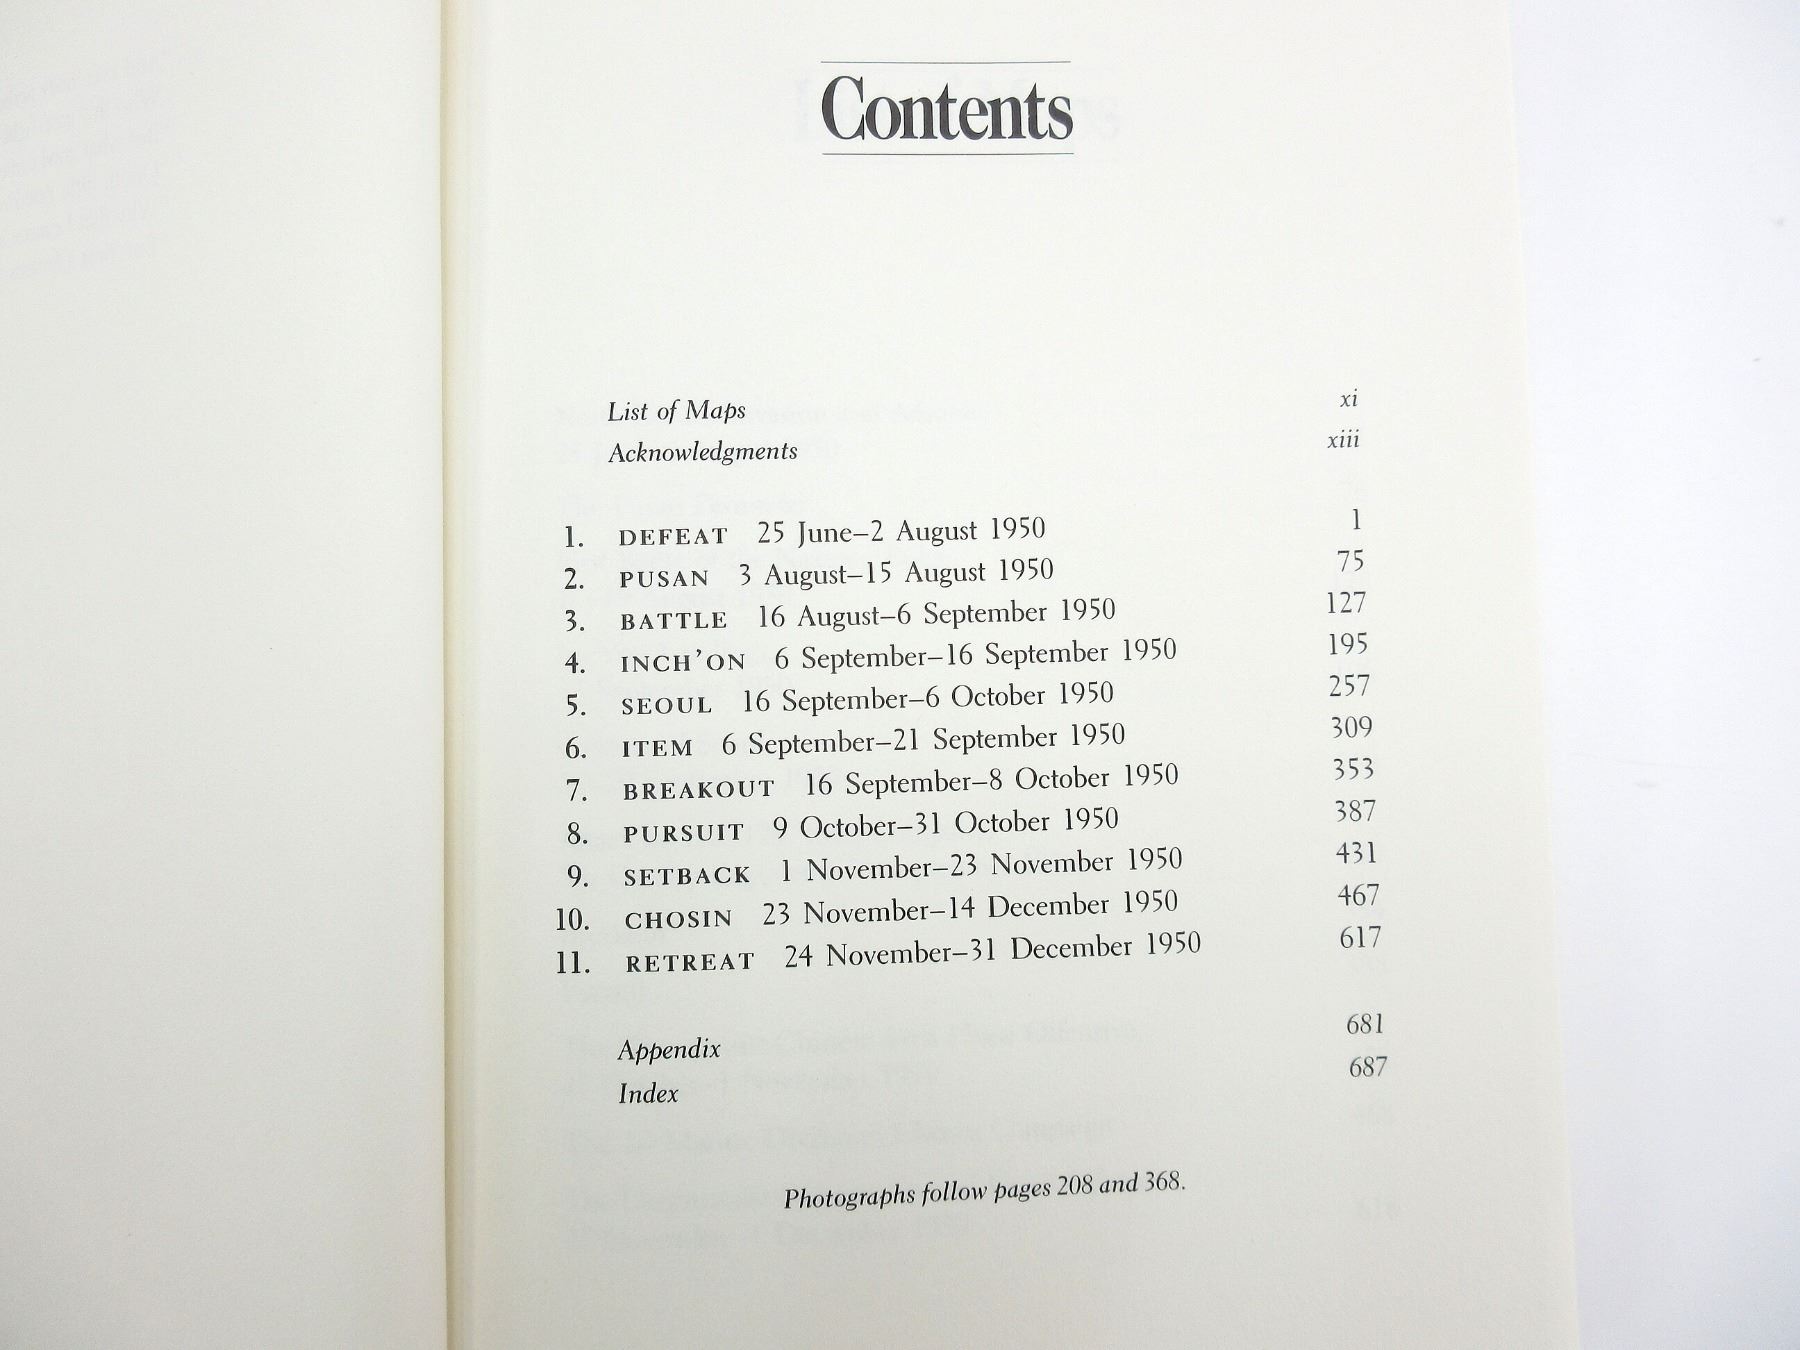 Contents
List of Maps xi
Acknowledgments xiii
1. DEFEAT 25 June–2 August 1950 1
2. PUSAN 3 August–15 August 1950 75
3. BATTLE 16 August–6 September 1950 127
4. INCH'ON 6 September–16 September 1950 195
5. SEOUL 16 September–6 October 1950 257
6. ITEM 6 September–21 September 1950 309
7. BREAKOUT 16 September–8 October 1950 353
8. PURSUIT 9 October–31 October 1950 387
9. SETBACK 1 November–23 November 1950 431
10. CHOSIN 23 November–14 December 1950 467
11. RETREAT 24 November–31 December 1950 617
Appendix 681
Index 687
Photographs follow pages 208 and 368.